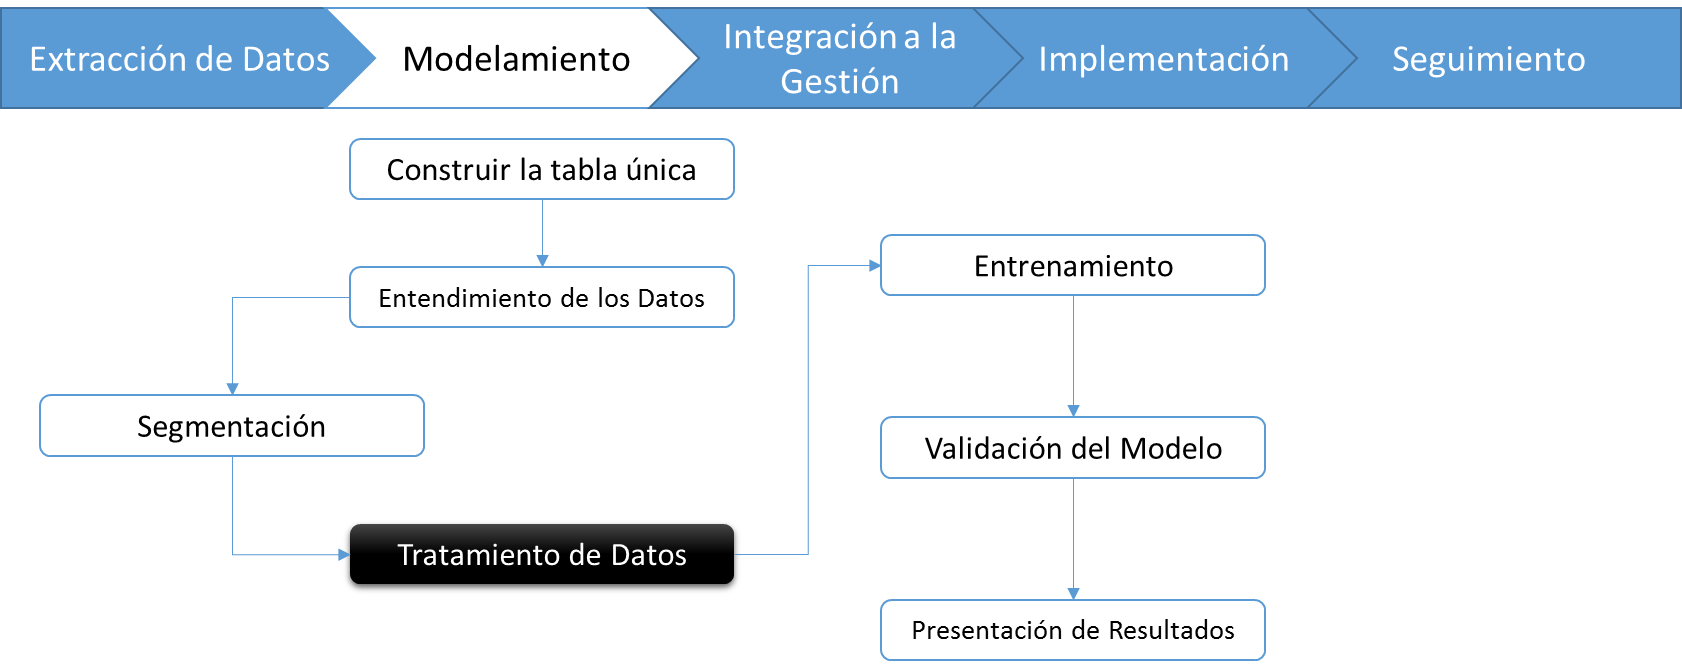 Extracción de Datos
Modelamiento
Integración a la
Gestión
Implementación
Seguimiento
Construir la tabla única
Entendimiento de los Datos
Segmentación
Tratamiento de Datos
Entrenamiento
Validación del Modelo
Presentación de Resultados